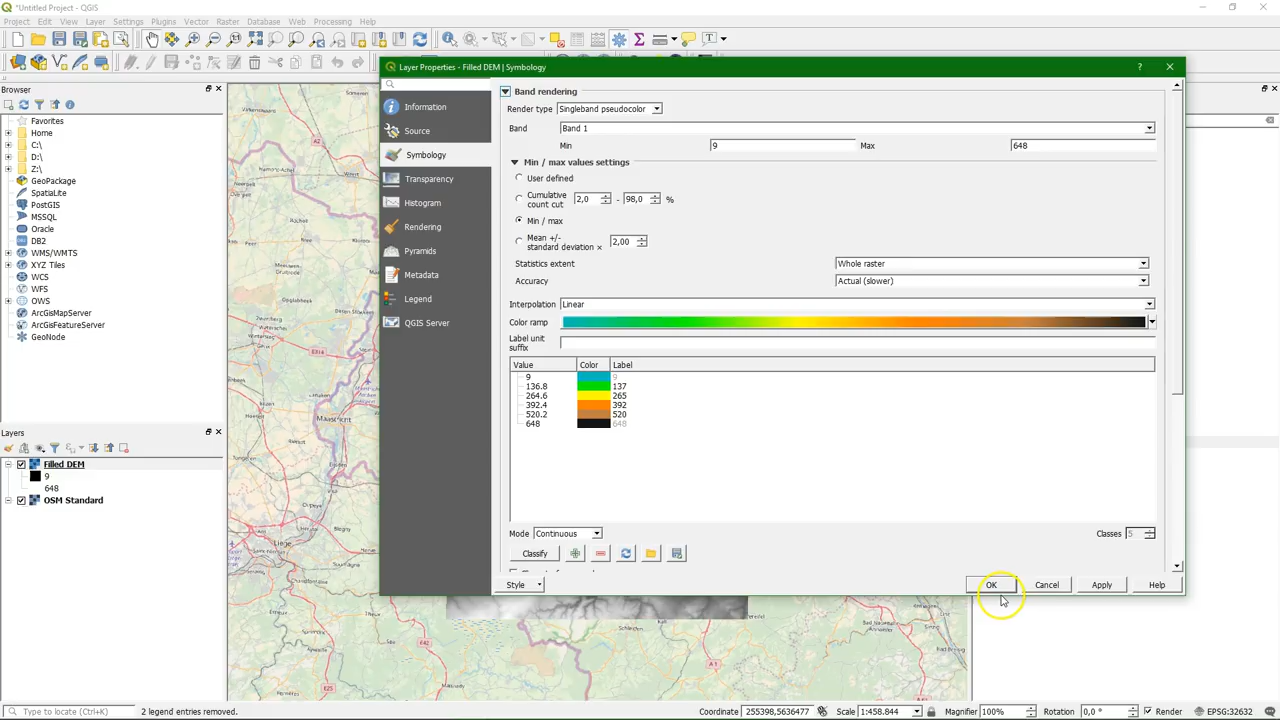 *Untitled Project - QGIS
Project Edit View Layer Settings Plugins Vector Raster Database Web Processing Help
Layer Properties - Filled DEM | Symbology
Browser
Favorites
Home
C:\
D:\
Z:\
GeoPackage
SpatiaLite
PostGIS
MSSQL
Oracle
DB2
WMS/WMTS
XYZ Tiles
WCS
WFS
OWS
ArcGisMapServer
ArcGisFeatureServer
GeoNode
Layers
Filled DEM
9
648
OSM Standard
Information
Source
Symbology
Transparency
Histogram
Rendering
Pyramids
Metadata
Legend
QGIS Server
Band rendering
Render type Singleband pseudocolor
Band Band 1
Min 9 Max 648
Min / max values settings
User defined
Cumulative
count cut 2,0 - 98,0 %
Min / max
Mean +/-
standard deviation × 2,00
Statistics extent Whole raster
Accuracy Actual (slower)
Interpolation Linear
Color ramp
Label unit
suffix
Value Color Label
9 9
136.8 137
264.6 265
392.4 392
520.2 520
648 648
Mode Continuous Classes 5
Classify
Style OK Cancel Apply Help
Maastricht
Liège
Type to locate (Ctrl+K) 2 legend entries removed. Coordinate 255398,5636477 Scale 1:458.844 Magnifier 100% Rotation 0,0 ° Render EPSG:32632